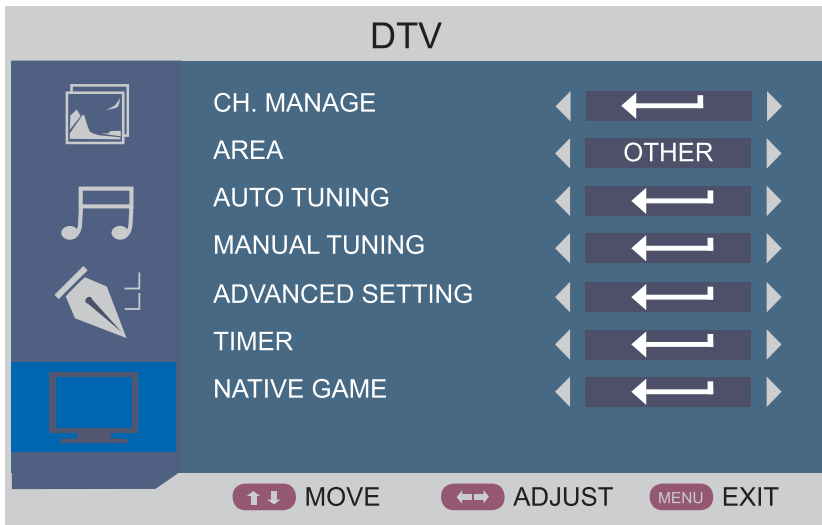 DTV
CH. MANAGE
AREA OTHER
AUTO TUNING
MANUAL TUNING
ADVANCED SETTING
TIMER
NATIVE GAME
MOVE ADJUST MENU EXIT